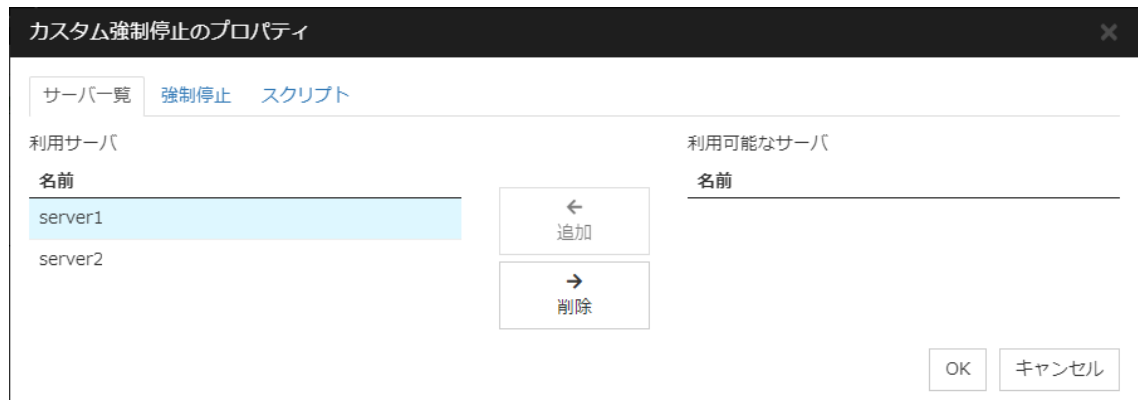 カスタム強制停止のプロパティ
サーバ一覧 強制停止 スクリプト
利用サーバ
名前
server1
server2
←
追加
→
削除
利用可能なサーバ
名前
OK キャンセル